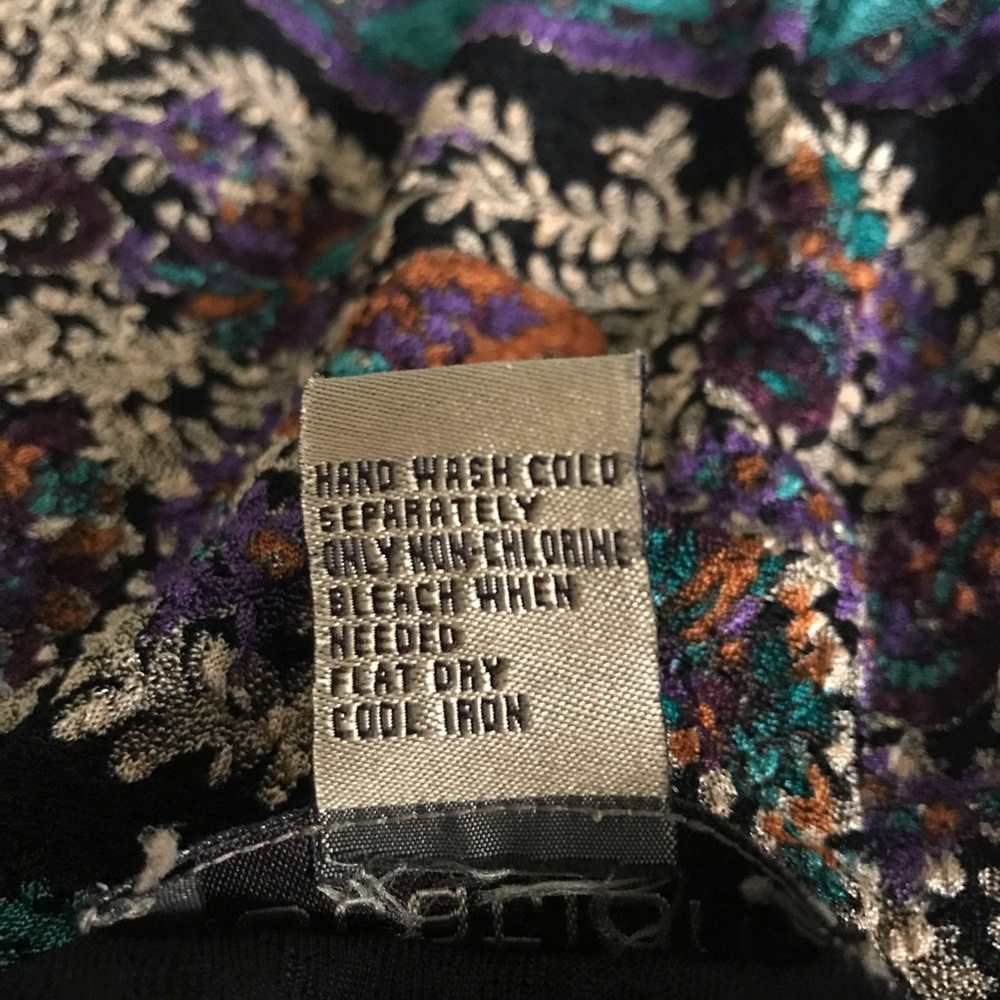 HAND WASH COLD
SEPARATELY
ONLY NON-CHLORINE
BLEACH WHEN
NEEDED
FLAT DRY
COOL IRON